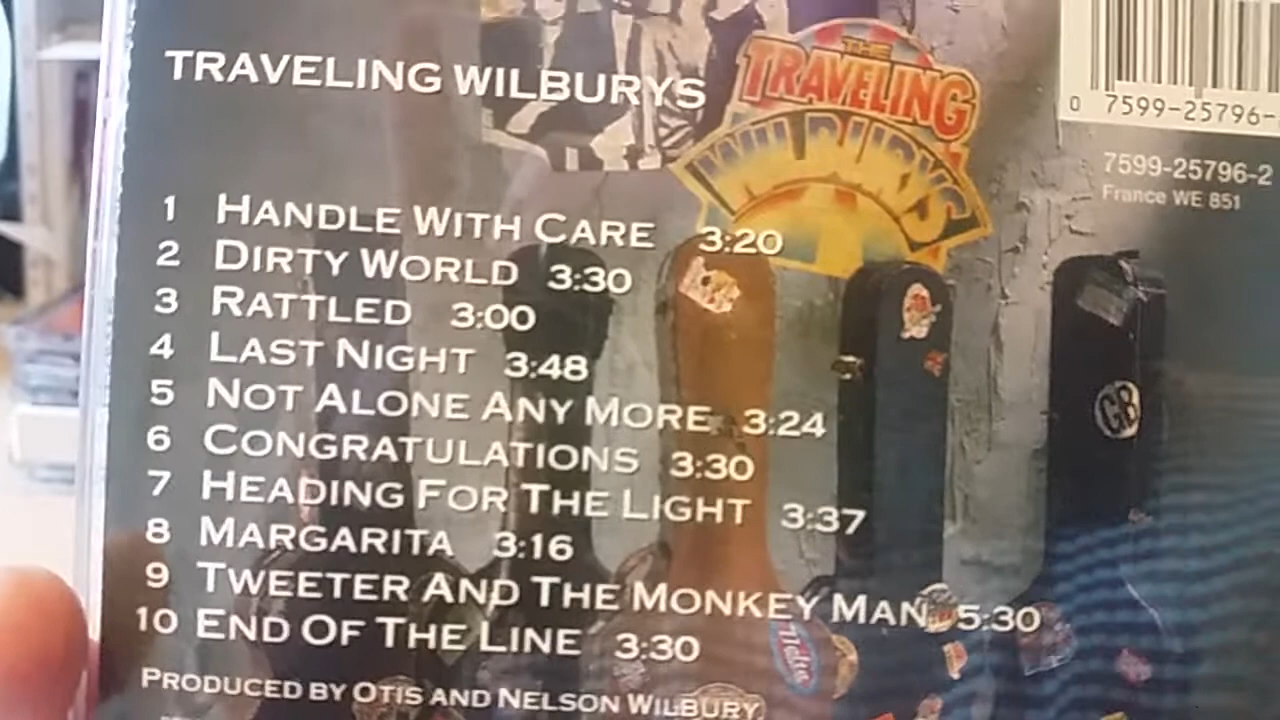 TRAVELING WILBURYS
THE
TRAVELING
WILBURYS
0 7599-25796-
7599-25796-2
France WE 851
1 HANDLE WITH CARE 3:20
2 DIRTY WORLD 3:30
3 RATTLED 3:00
4 LAST NIGHT 3:48
5 NOT ALONE ANY MORE 3:24
6 CONGRATULATIONS 3:30
7 HEADING FOR THE LIGHT 3:37
8 MARGARITA 3:16
9 TWEETER AND THE MONKEY MAN 5:30
10 END OF THE LINE 3:30
GB
PRODUCED BY OTIS AND NELSON WILBURY.